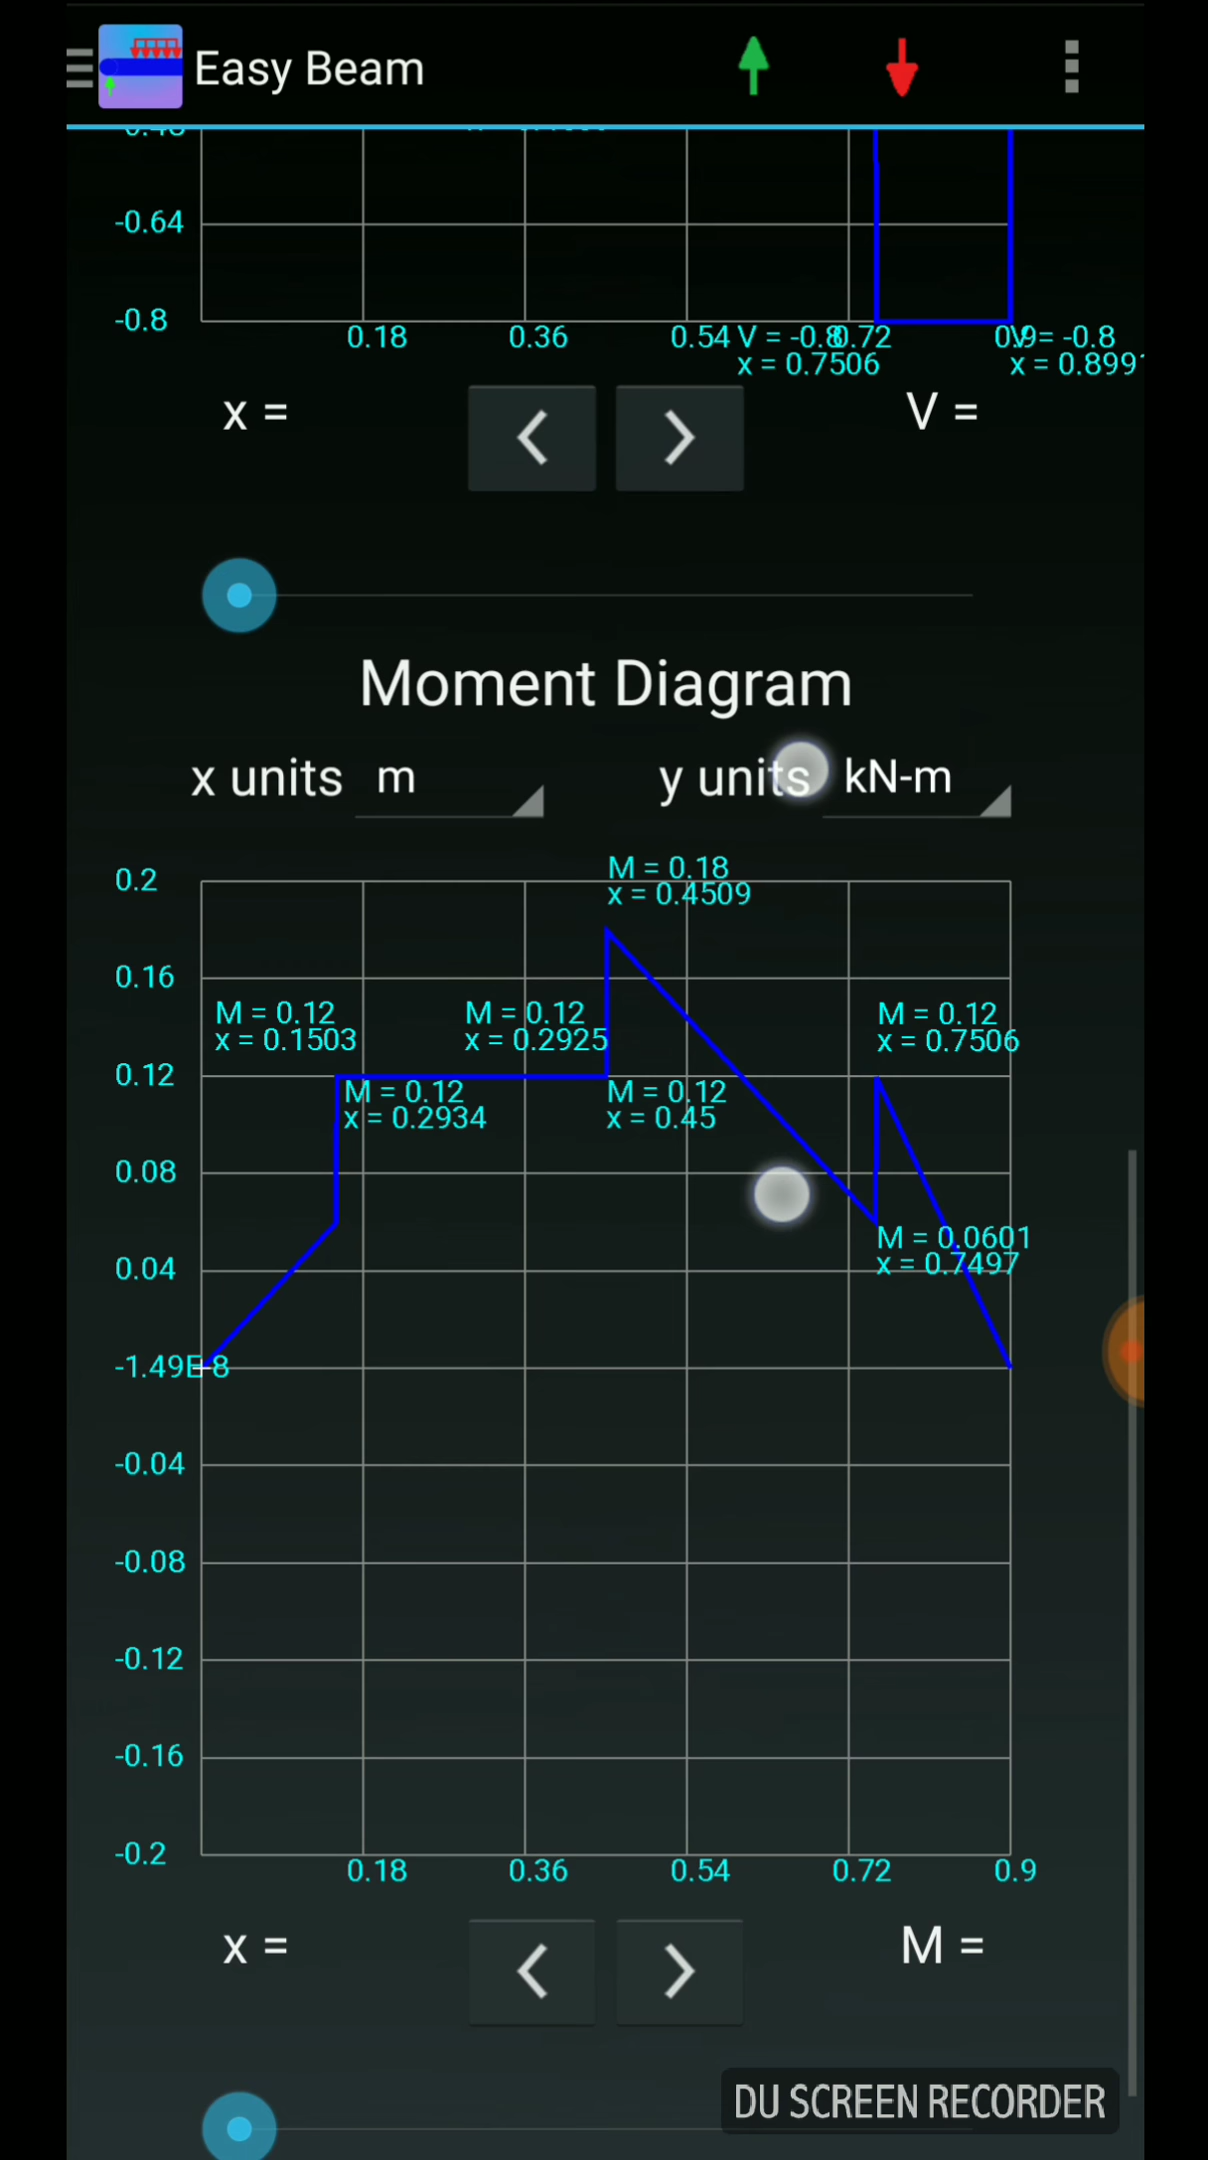 Easy Beam
-0.64
-0.8
0.18
0.36
0.54
V = -0.8
0.72
0.9
V = -0.8
x = 0.7506
x = 0.899
x =
V =
Moment Diagram
x units m
y units kN-m
0.2
M = 0.18
x = 0.4509
0.16
M = 0.12
x = 0.1503
M = 0.12
x = 0.2925
M = 0.12
x = 0.7506
0.12
M = 0.12
x = 0.2934
M = 0.12
x = 0.45
0.08
M = 0.0601
x = 0.7497
0.04
-1.49E-8
-0.04
-0.08
-0.12
-0.16
-0.2
0.18
0.36
0.54
0.72
0.9
x =
M =
DU SCREEN RECORDER